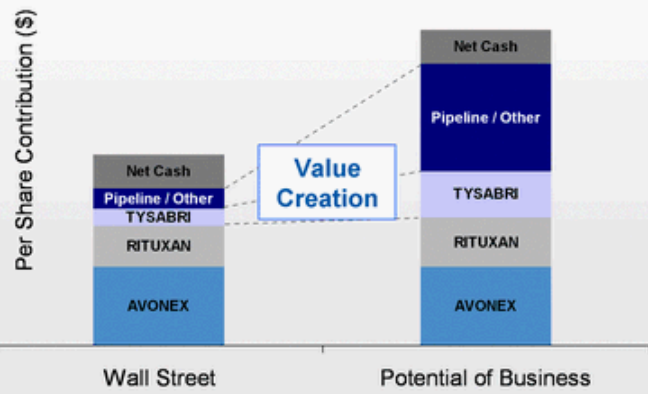 Per Share Contribution ($)
Net Cash
Pipeline / Other
TYSABRI
RITUXAN
AVONEX
Value
Creation
Net Cash
Pipeline / Other
TYSABRI
RITUXAN
AVONEX
Wall Street
Potential of Business